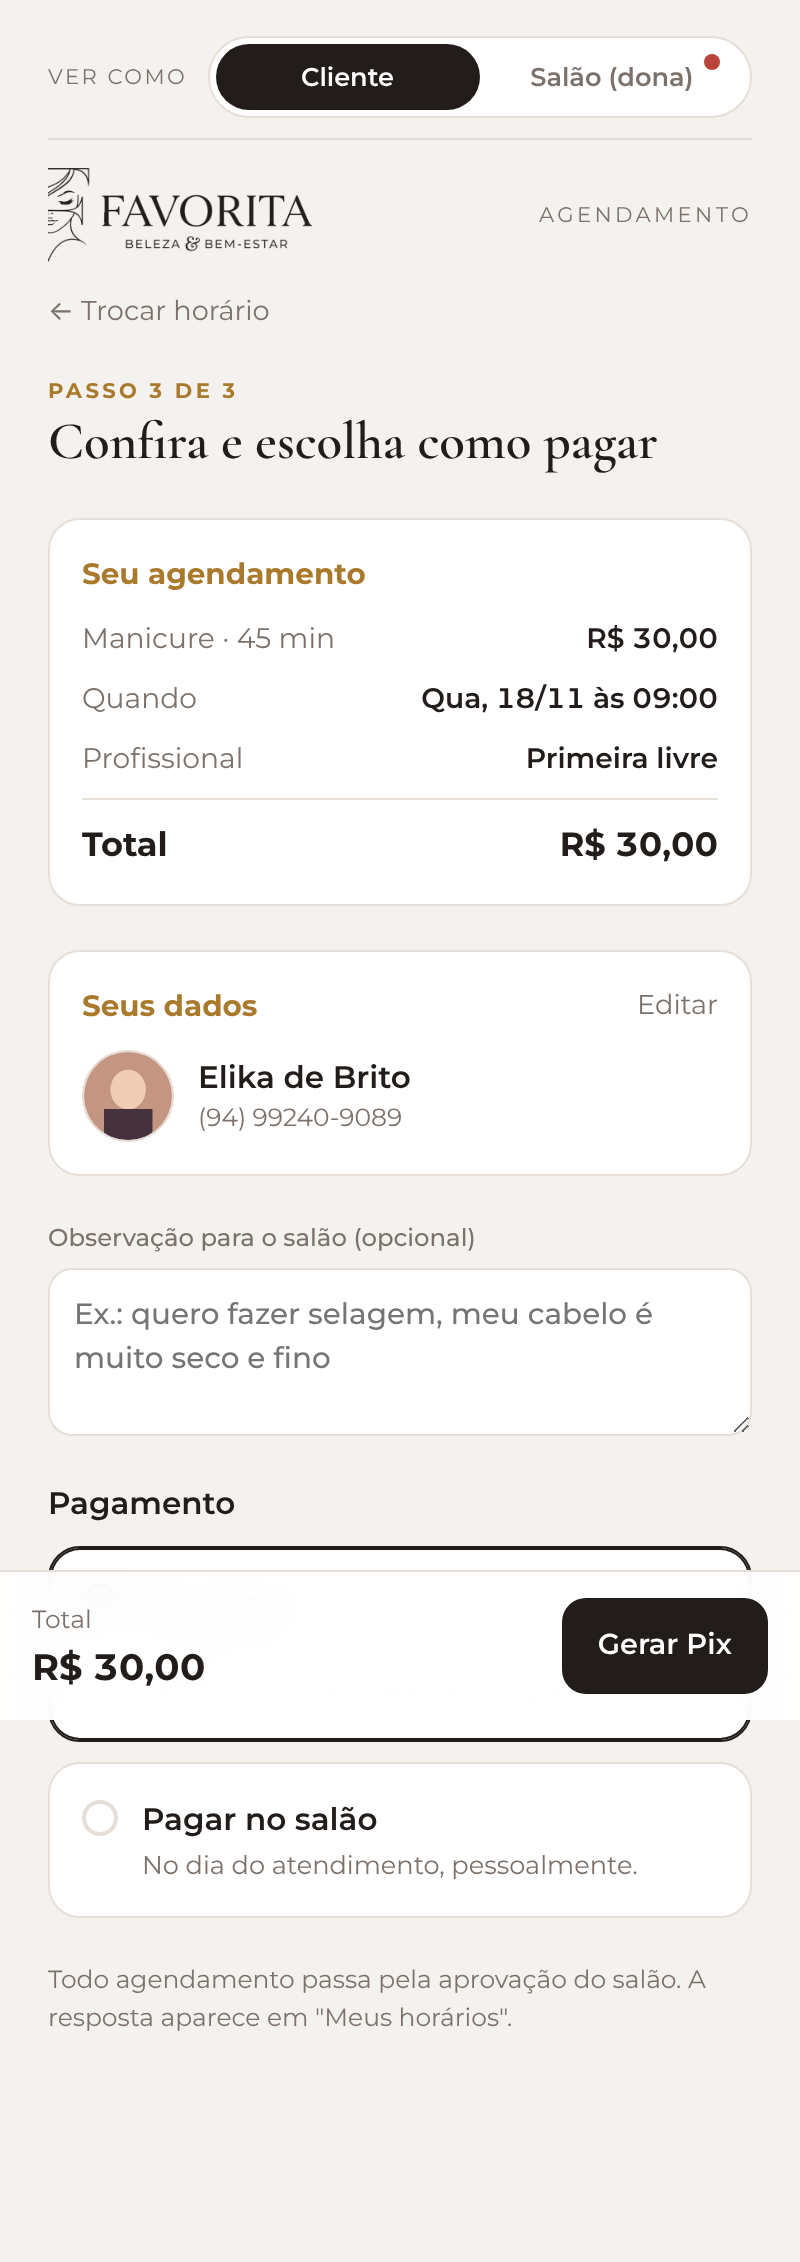 VER COMO
Cliente
Salão (dona)
FAVORITA
BELEZA & BEM-ESTAR
AGENDAMENTO
← Trocar horário
PASSO 3 DE 3
Confira e escolha como pagar
Seu agendamento
Manicure · 45 min R$ 30,00
Quando Qua, 18/11 às 09:00
Profissional Primeira livre
Total R$ 30,00
Seus dados Editar
Elika de Brito
(94) 99240-9089
Observação para o salão (opcional)
Ex.: quero fazer selagem, meu cabelo é
muito seco e fino
Pagamento
Total
R$ 30,00
Gerar Pix
Pagar no salão
No dia do atendimento, pessoalmente.
Todo agendamento passa pela aprovação do salão. A
resposta aparece em "Meus horários".